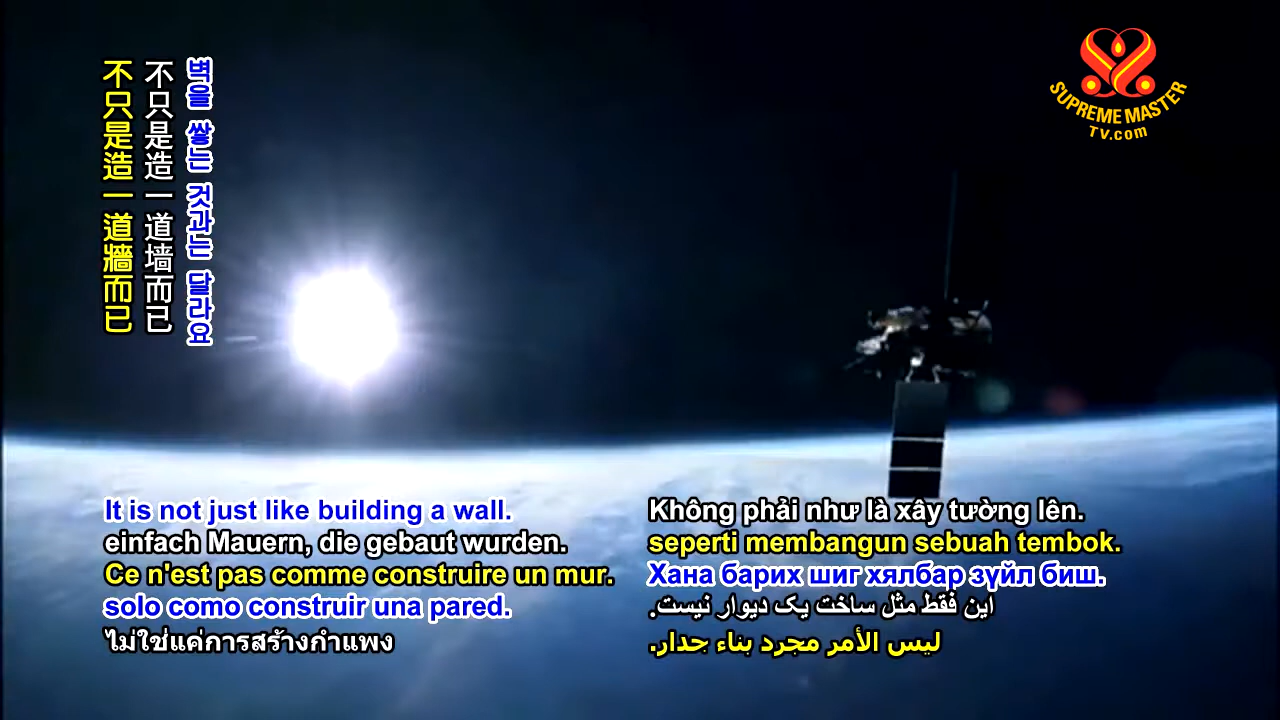 벽을 쌓는 것과는 달라요
不只是造一道墙而已
不只是造一道牆而已
SUPREME MASTER
TV.com
It is not just like building a wall.
einfach Mauern, die gebaut wurden.
Ce n'est pas comme construire un mur.
solo como construir una pared.
ไม่ใช่แค่การสร้างกำแพง
Không phải như là xây tường lên.
seperti membangun sebuah tembok.
Хана барих шиг хялбар зүйл биш.
این فقط مثل ساخت یک دیوار نیست.
ليس الأمر مجرد بناء جدار.